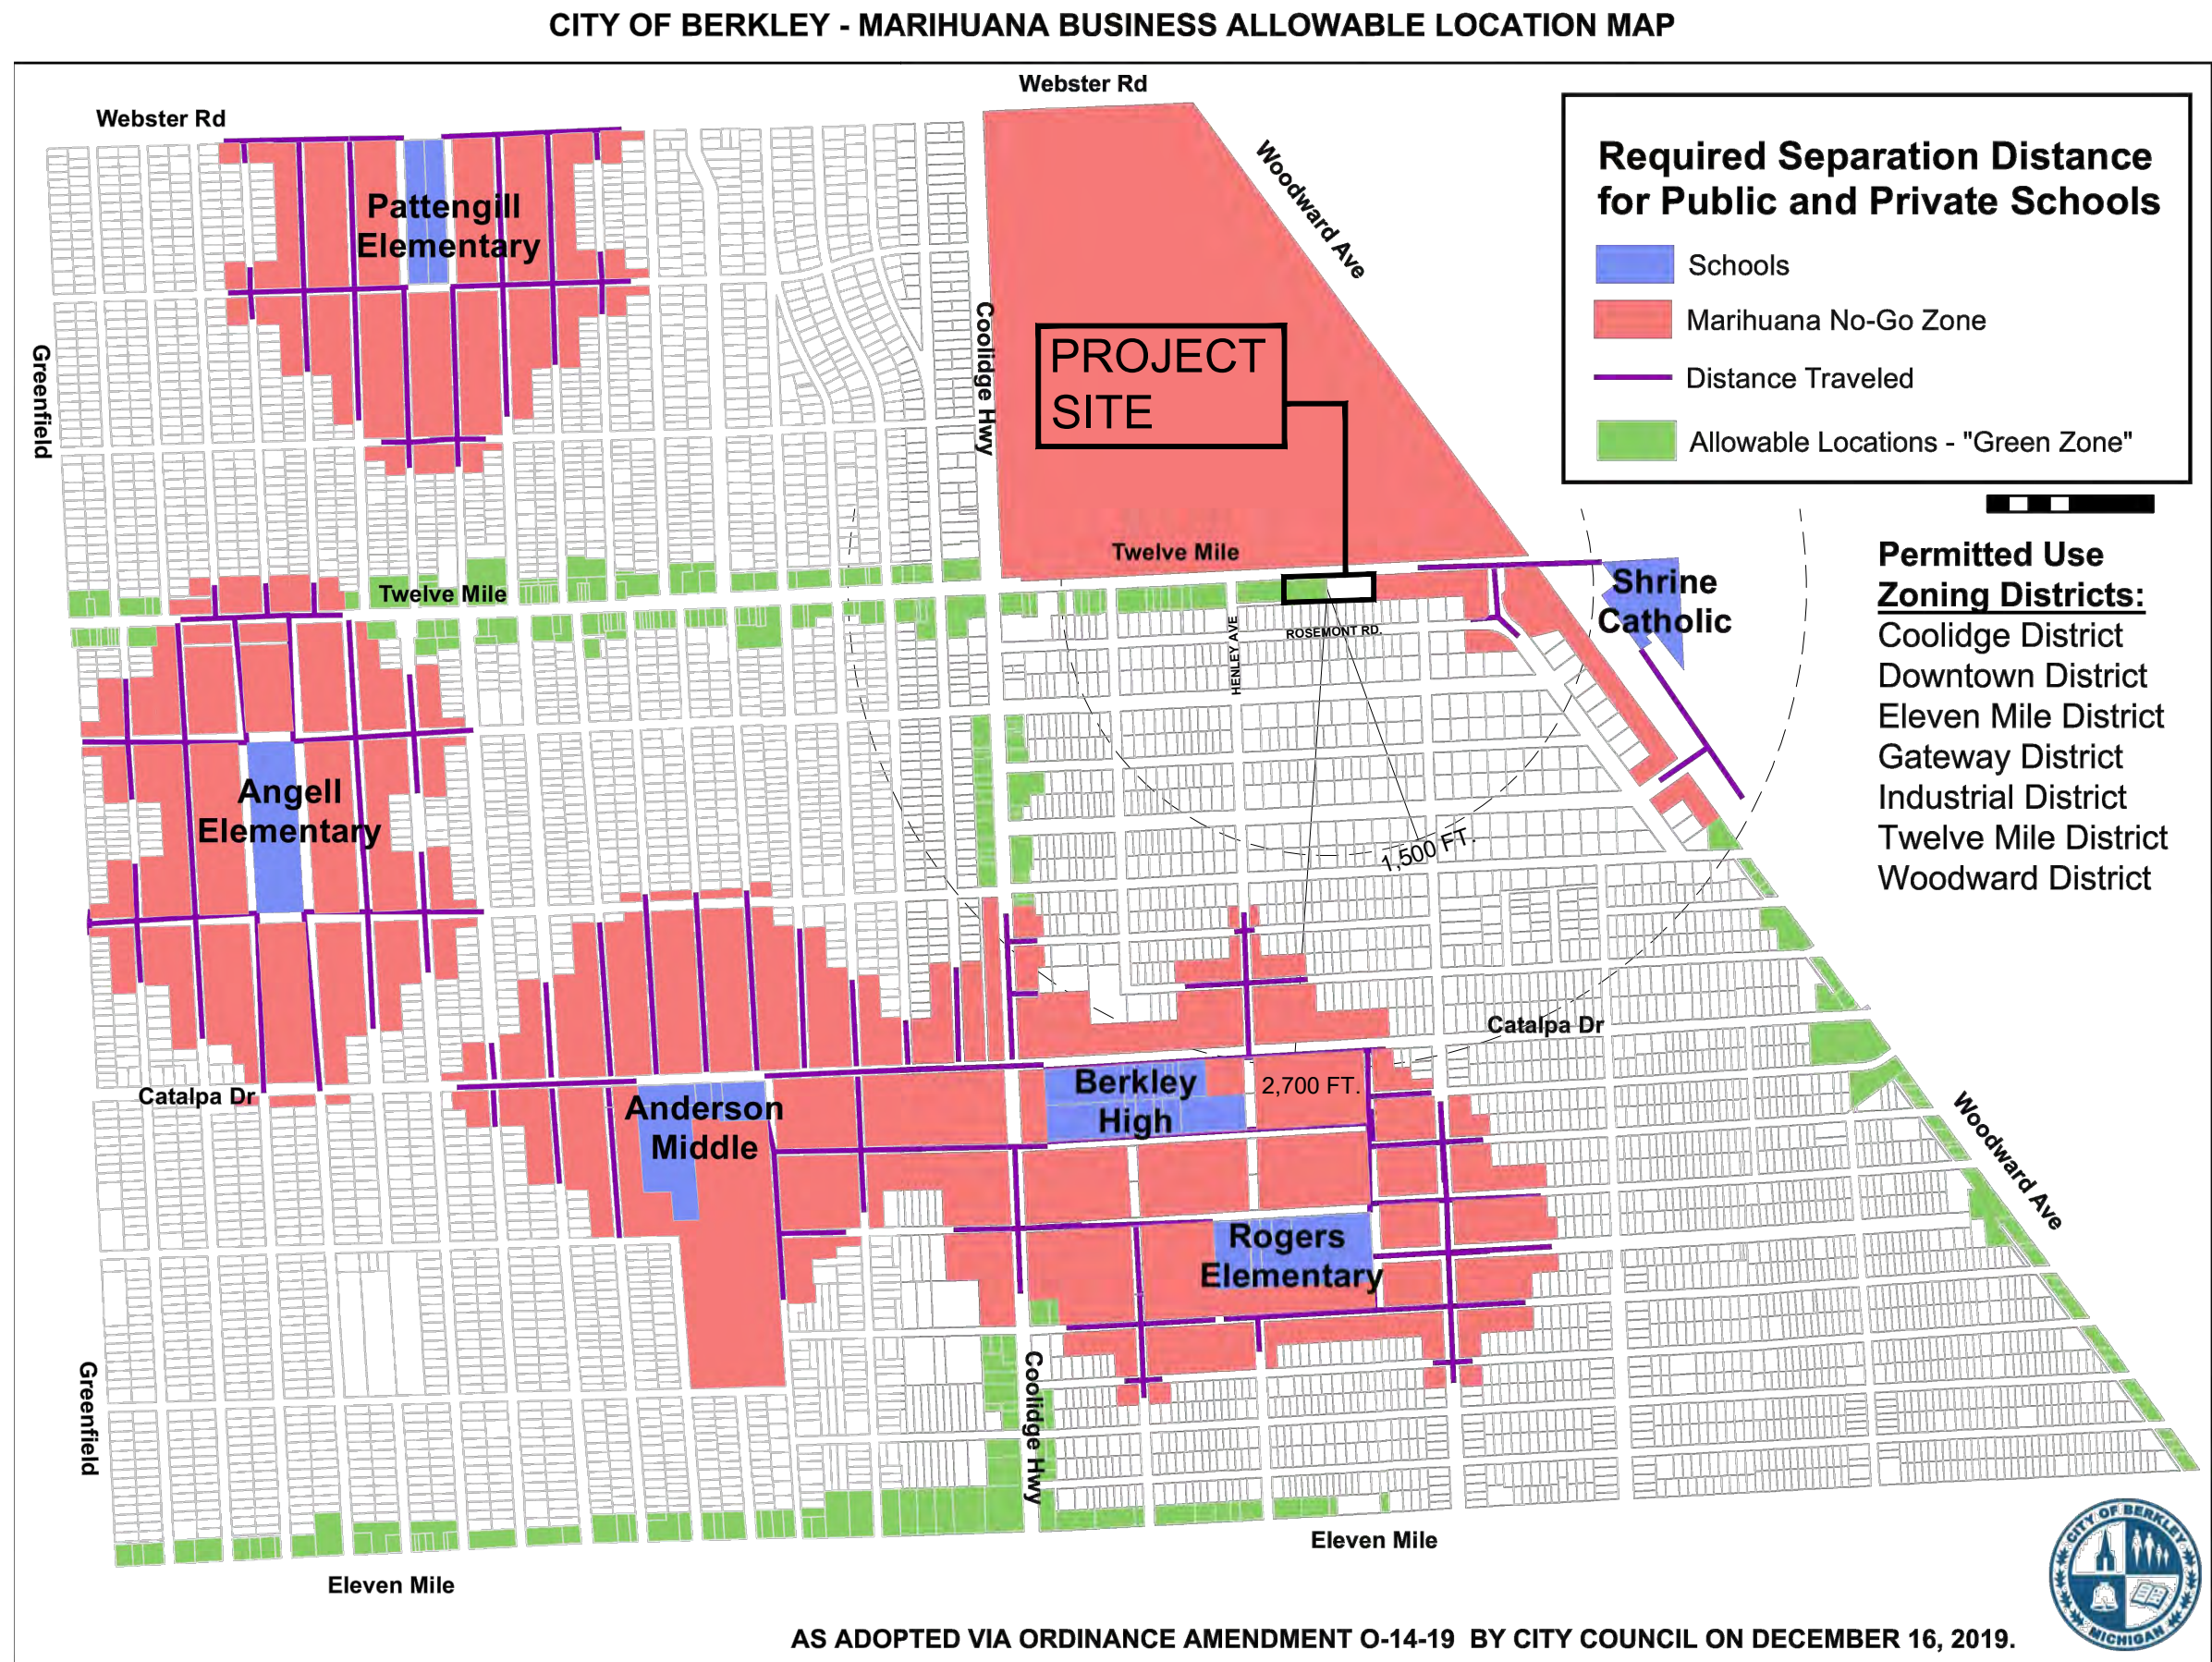 CITY OF BERKLEY - MARIHUANA BUSINESS ALLOWABLE LOCATION MAP
Webster Rd
Webster Rd
Woodward Ave
Required Separation Distance
for Public and Private Schools
Schools
Marihuana No-Go Zone
Distance Traveled
Allowable Locations - "Green Zone"
Pattengill
Elementary
Greenfield
Coolidge Hwy
PROJECT
SITE
Twelve Mile
Twelve Mile
Shrine
Catholic
HENLEY AVE
ROSEMONT RD.
Permitted Use
Zoning Districts:
Coolidge District
Downtown District
Eleven Mile District
Gateway District
Industrial District
Twelve Mile District
Woodward District
Angell
Elementary
1,500 FT.
Catalpa Dr
Catalpa Dr
Anderson
Middle
Berkley
High
2,700 FT.
Woodward Ave
Rogers
Elementary
Greenfield
Coolidge Hwy
Eleven Mile
Eleven Mile
CITY OF BERKLEY
MICHIGAN
AS ADOPTED VIA ORDINANCE AMENDMENT O-14-19 BY CITY COUNCIL ON DECEMBER 16, 2019.